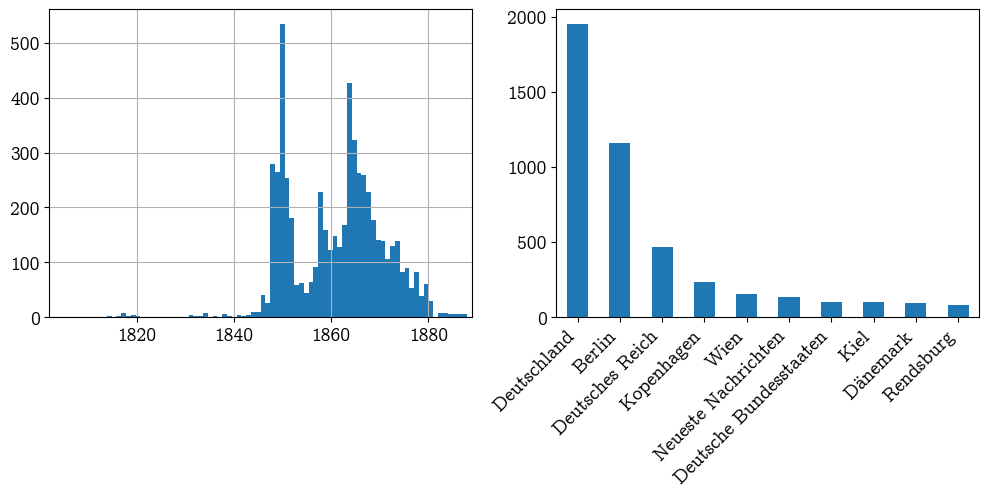 500
400
300
200
100
0
1820 1840 1860 1880
2000
1500
1000
500
0
Deutschland
Berlin
Deutsches Reich
Kopenhagen
Wien
Neueste Nachrichten
Deutsche Bundesstaaten
Kiel
Dänemark
Rendsburg